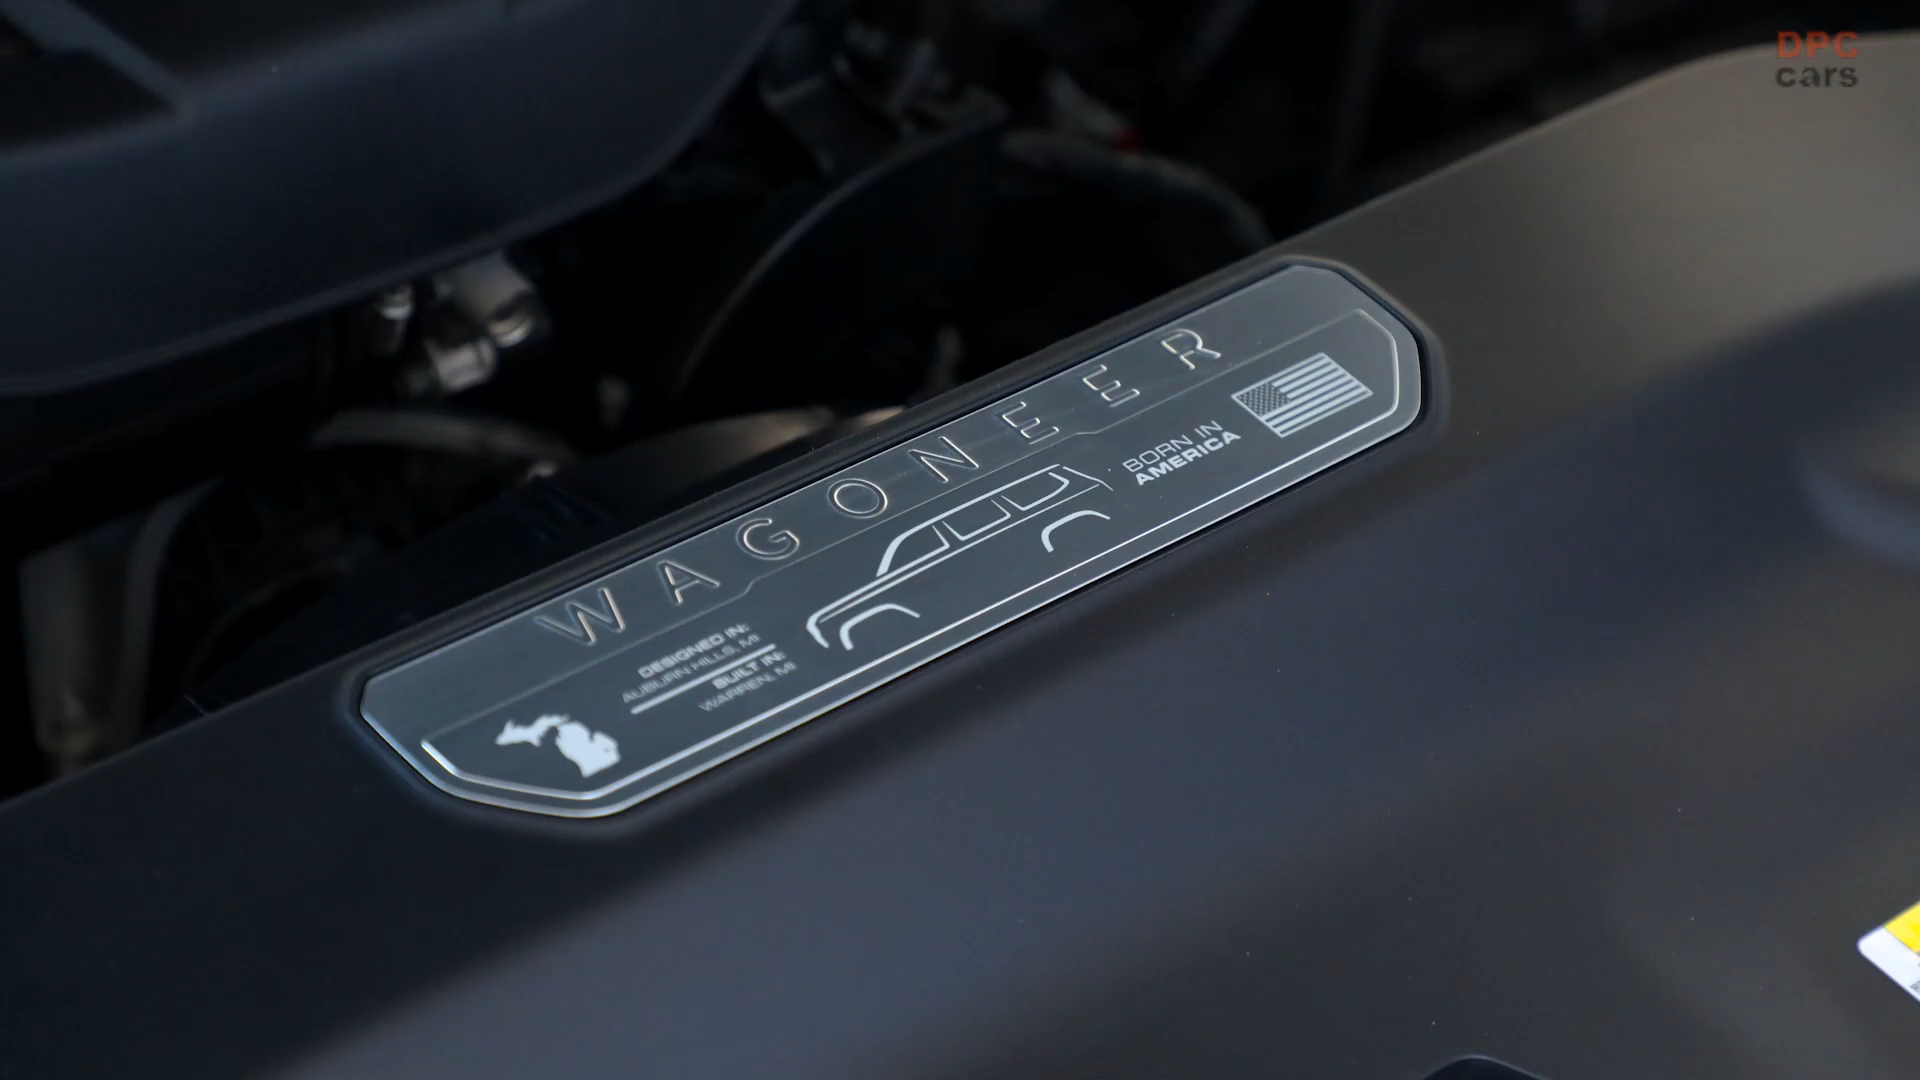 DPC
cars
WAGONEER
BORN IN
AMERICA
DESIGNED IN:
AUBURN HILLS, MI
BUILT IN:
WARREN, MI